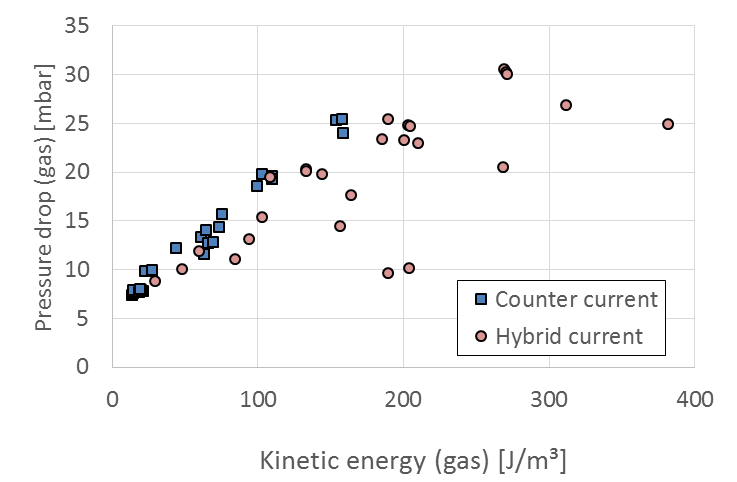 35
30
25
20
15
10
5
0
Pressure drop (gas) [mbar]
Counter current
Hybrid current
0 100 200 300 400
Kinetic energy (gas) [J/m³]